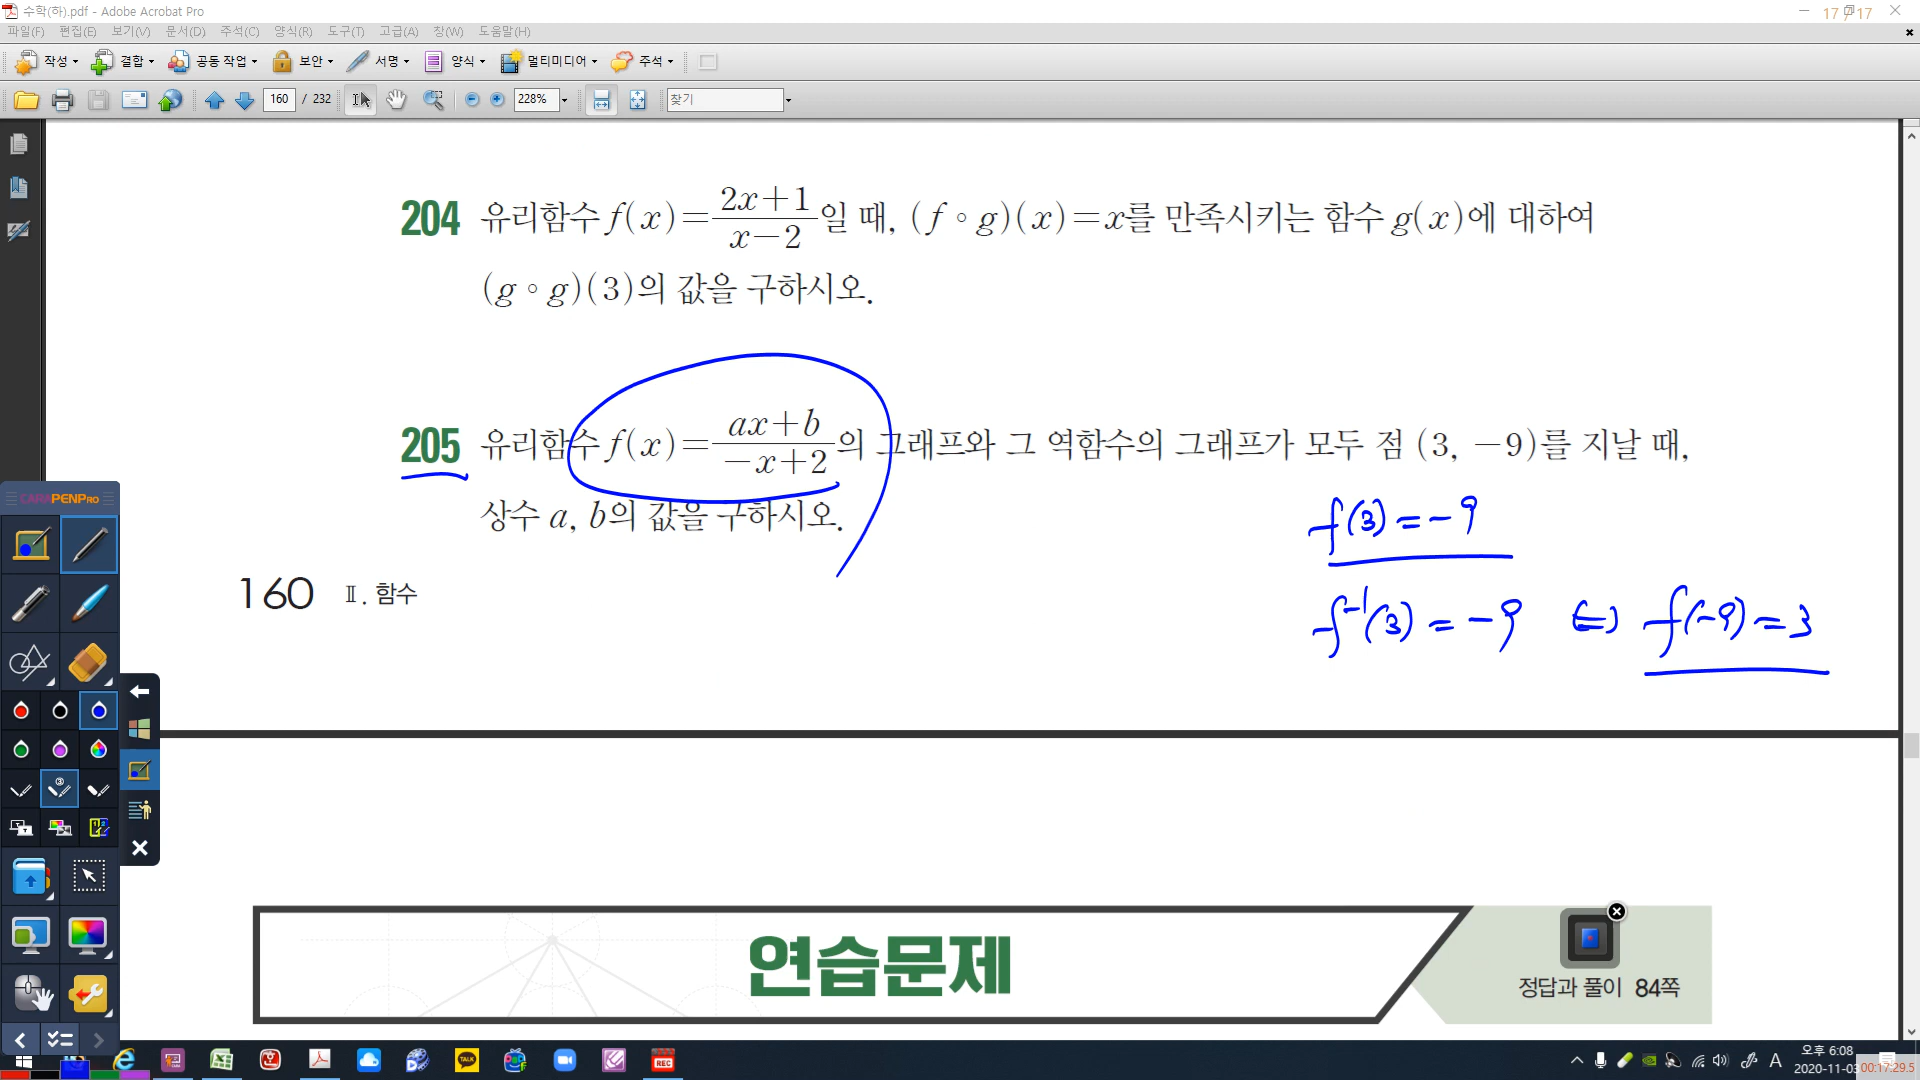 수학(하).pdf - Adobe Acrobat Pro
17 / 17
파일(F) 편집(E) 보기(V) 문서(D) 주석(C) 양식(R) 도구(T) 고급(A) 창(W) 도움말(H)
작성 결합 공동 작업 보안 서명 양식 멀티미디어 주석
160 / 232 228% 찾기
204 유리함수 f(x)=\frac{2x+1}{x-2}일 때, (f∘g)(x)=x를 만족시키는 함수 g(x)에 대하여
(g∘g)(3)의 값을 구하시오.
205 유리함수 f(x)=\frac{ax+b}{-x+2}의 그래프와 그 역함수의 그래프가 모두 점 (3, -9)를 지날 때,
상수 a, b의 값을 구하시오.
f(3)=-9
f^{-1}(3)=-9 ⇔ f(-9)=3
160 Ⅱ. 함수
CARAPENPRO
연습문제
정답과 풀이 84쪽
TALK
REC
A
오후 6:08
2020-11-03
00:17:29.5